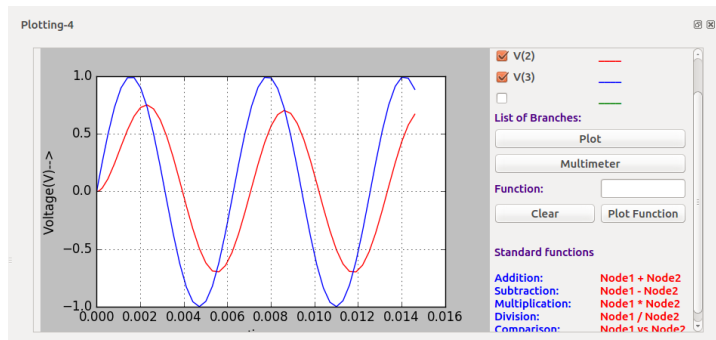 Plotting-4
1.0
0.5
0.0
−0.5
−1.0
Voltage(V)-->
0.000 0.002 0.004 0.006 0.008 0.010 0.012 0.014 0.016
V(2)
V(3)
List of Branches:
Plot
Multimeter
Function:
Clear Plot Function
Standard functions
Addition: Node1 + Node2
Subtraction: Node1 - Node2
Multiplication: Node1 * Node2
Division: Node1 / Node2
Comparison: Node1 vs Node2